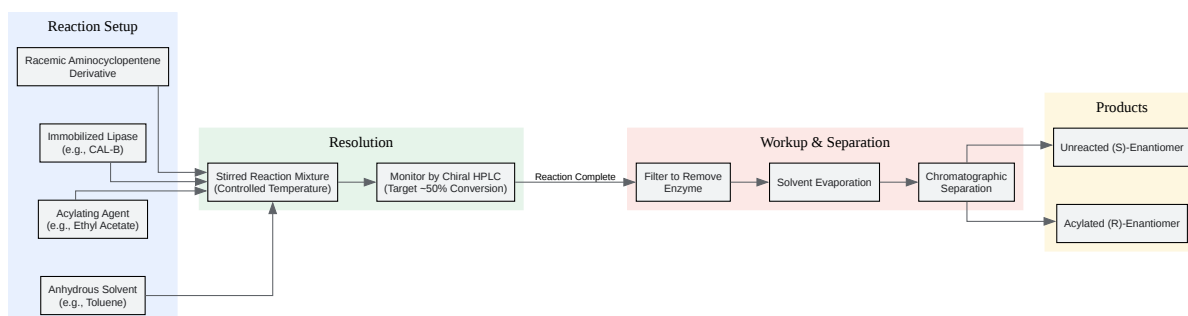 Reaction Setup
Racemic Aminocyclopentene
Derivative
Immobilized Lipase
(e.g., CAL-B)
Acylating Agent
(e.g., Ethyl Acetate)
Anhydrous Solvent
(e.g., Toluene)
Resolution
Stirred Reaction Mixture
(Controlled Temperature)
Monitor by Chiral HPLC
(Target ~50% Conversion)
Reaction Complete
Workup & Separation
Filter to Remove
Enzyme
Solvent Evaporation
Chromatographic
Separation
Products
Unreacted (S)-Enantiomer
Acylated (R)-Enantiomer